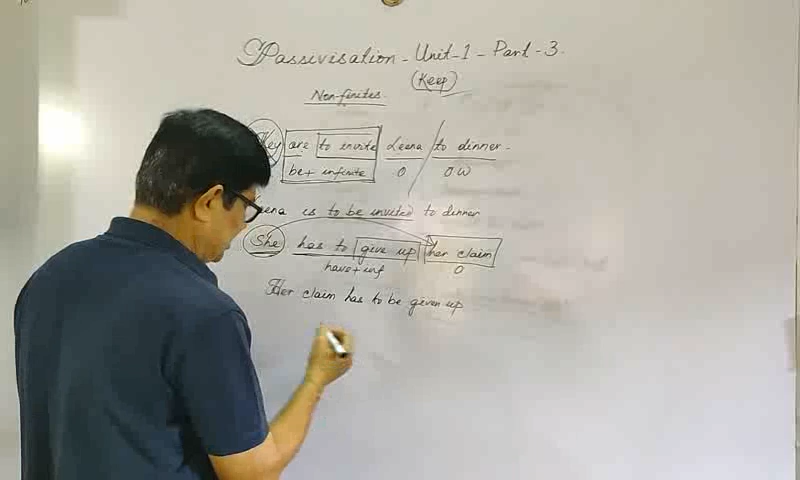 Passivisation - Unit-1 - Part-3.
(Keep)
Non-finites.
They are to invite Leena / to dinner.
be + infinite O OW
Leena is to be invited to dinner
She has to give up her claim
have + inf O
Her claim has to be given up